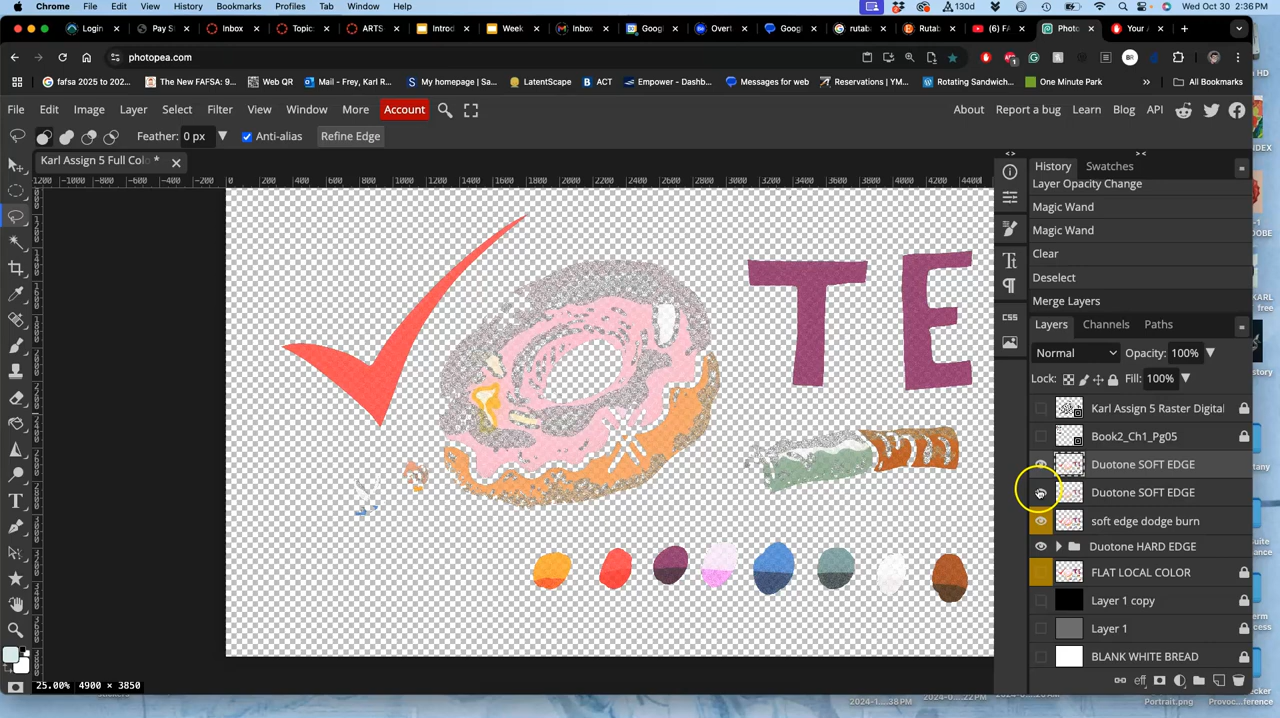 Chrome File Edit View History Bookmarks Profiles Tab Window Help 130d Wed Oct 30 2:36 PM
Login Pay S Inbox Topic ARTS Introd Week Inbox Googl Overl Googl rutab Rutab (6) FA Photo Your
photopea.com
fafsa 2025 to 202... The New FAFSA: W... Web QR Mail - Frey, Karl R... My homepage | Sa... LatentScape ACT Empower - Dashb... Messages for web Reservations | YM... Rotating Sandwich... One Minute Park All Bookmarks
File Edit Image Layer Select Filter View Window More Account About Report a bug Learn Blog API
Feather: 0 px Anti-alias Refine Edge
Karl Assign 5 Full Colo *
History Swatches
Layer Opacity Change
Magic Wand
Magic Wand
Clear
Deselect
Merge Layers
Layers Channels Paths
Normal Opacity: 100%
Lock: Fill: 100%
Karl Assign 5 Raster Digital
Book2_Ch1_Pg05
Duotone SOFT EDGE
Duotone SOFT EDGE
soft edge dodge burn
Duotone HARD EDGE
FLAT LOCAL COLOR
Layer 1 copy
Layer 1
BLANK WHITE BREAD
TE
CSS
25.00% 4900 × 3850